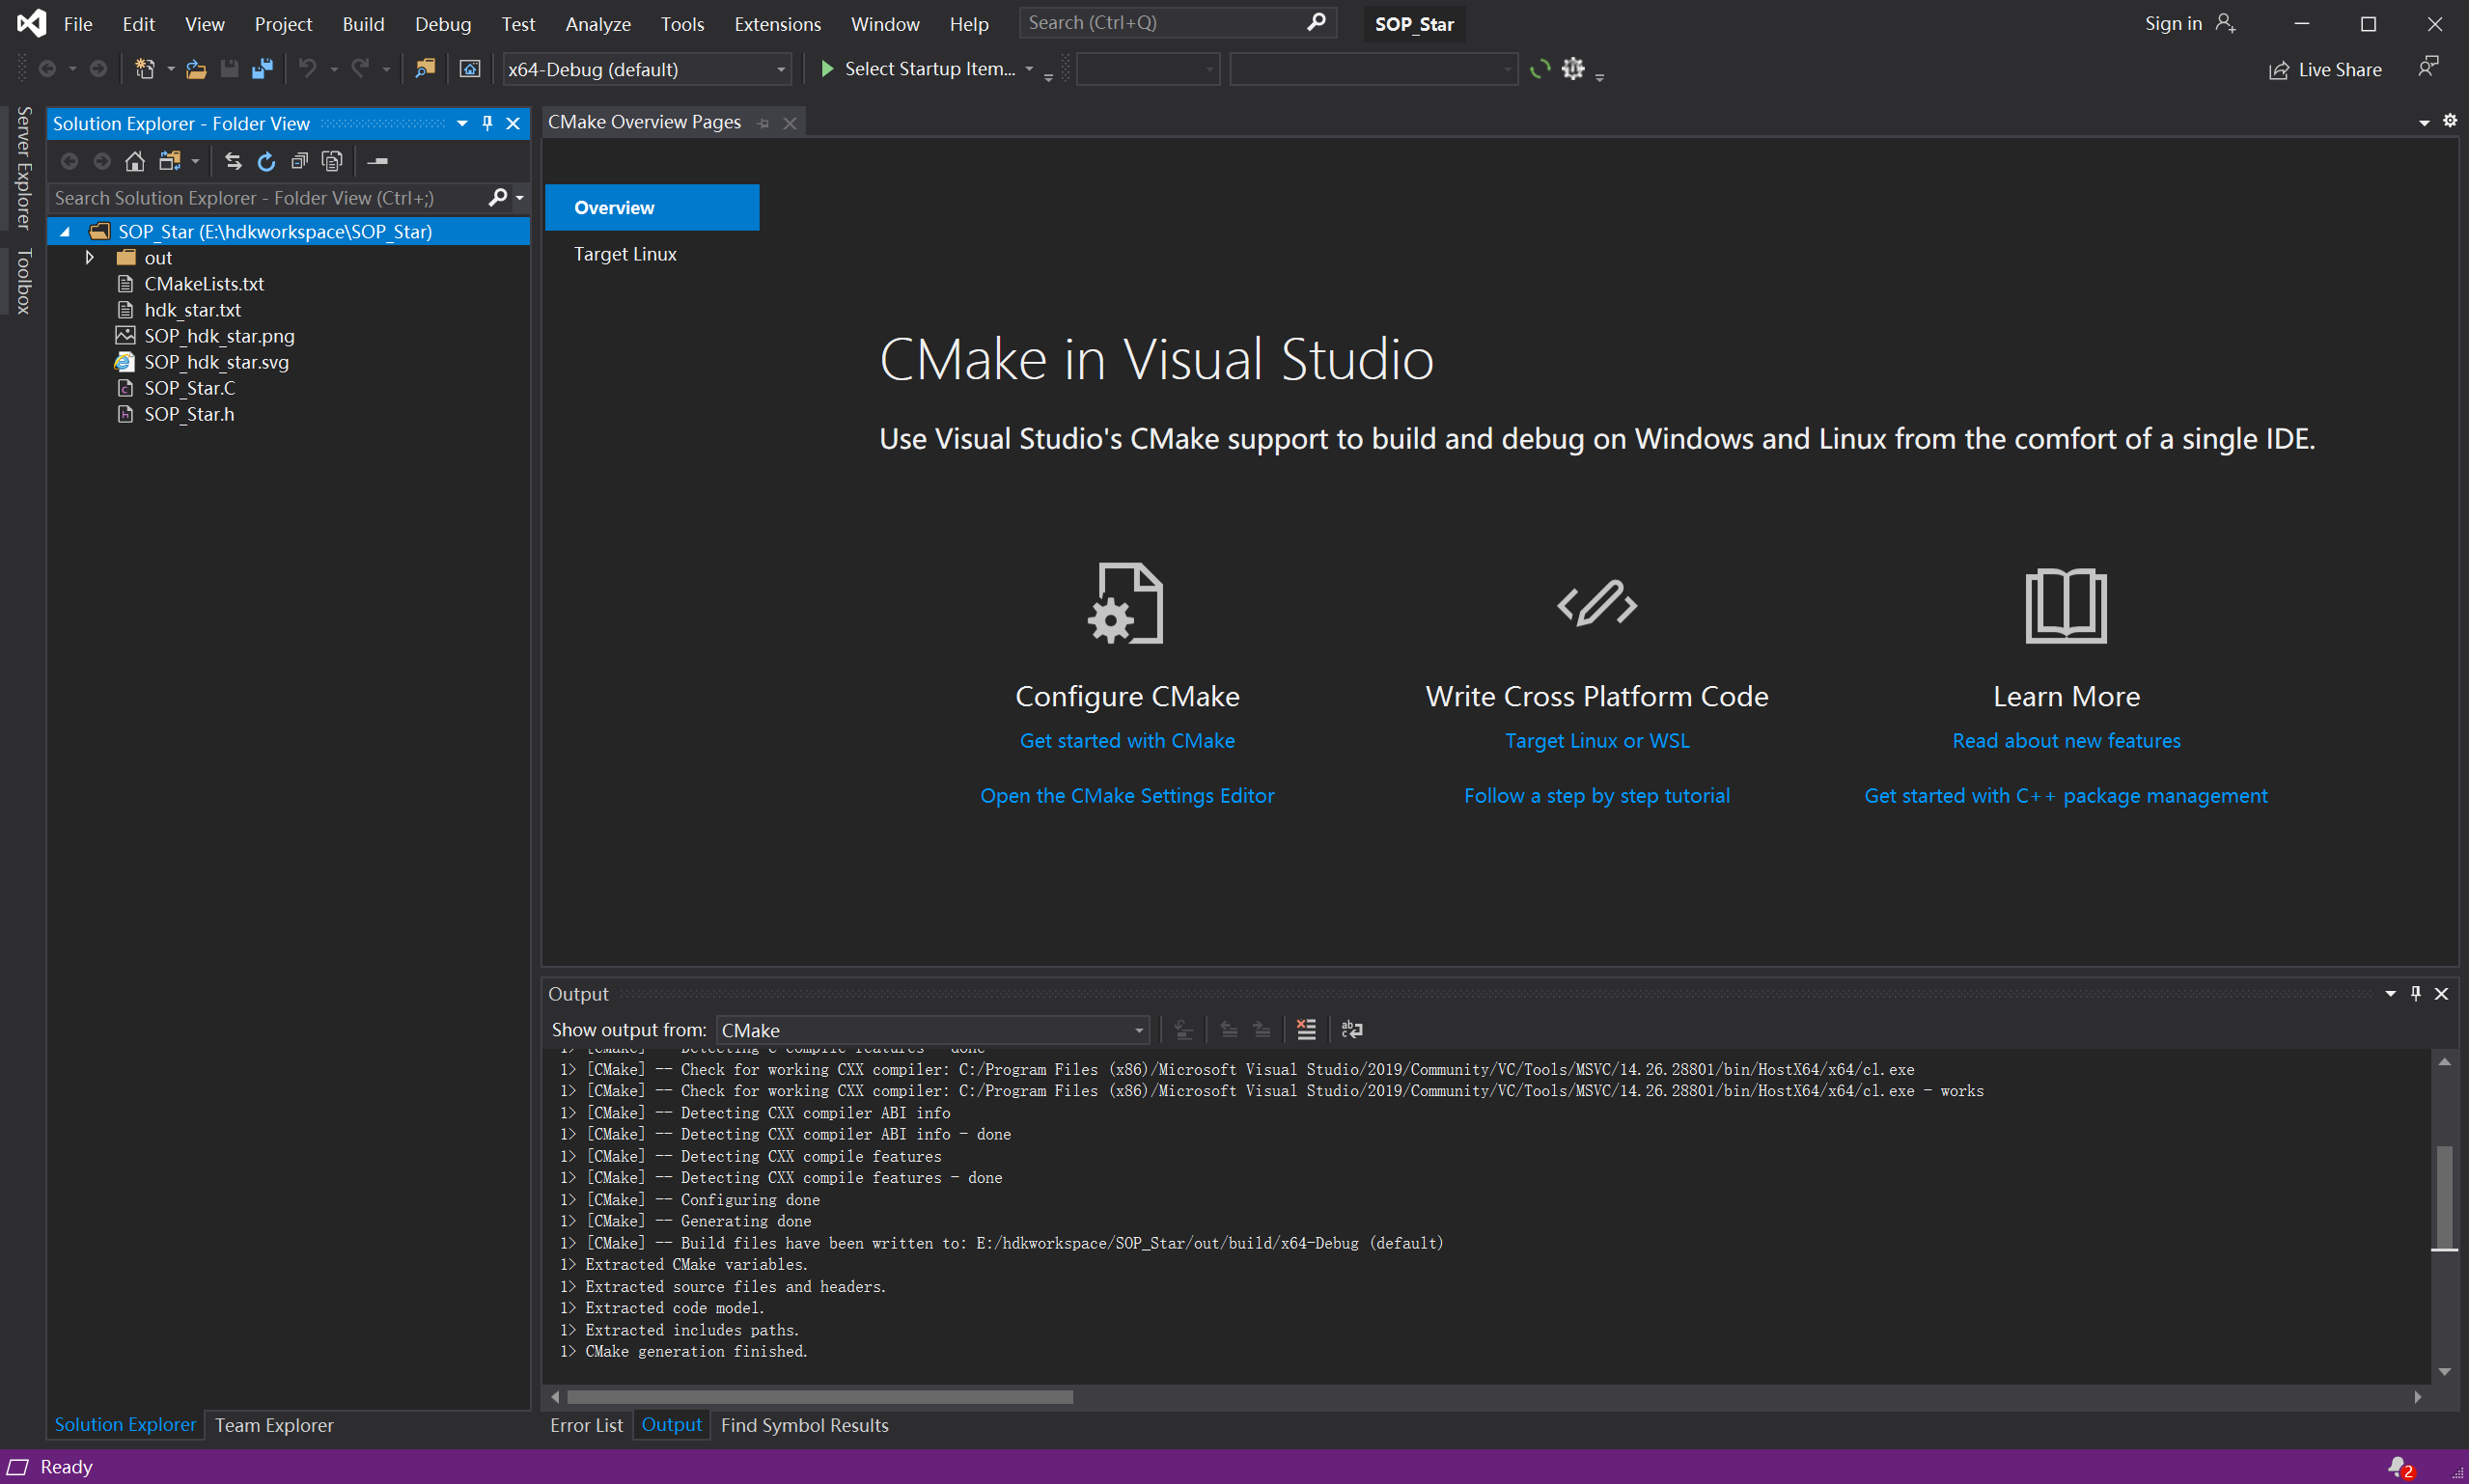 File Edit View Project Build Debug Test Analyze Tools Extensions Window Help Search (Ctrl+Q) SOP_Star Sign in
x64-Debug (default) Select Startup Item... Live Share
Server Explorer
Toolbox
Solution Explorer - Folder View
Search Solution Explorer - Folder View (Ctrl+;)
SOP_Star (E:\hdkworkspace\SOP_Star)
out
CMakeLists.txt
hdk_star.txt
SOP_hdk_star.png
SOP_hdk_star.svg
SOP_Star.C
SOP_Star.h
Solution Explorer Team Explorer
CMake Overview Pages
Overview
Target Linux
CMake in Visual Studio
Use Visual Studio's CMake support to build and debug on Windows and Linux from the comfort of a single IDE.
Configure CMake
Get started with CMake
Open the CMake Settings Editor
Write Cross Platform Code
Target Linux or WSL
Follow a step by step tutorial
Learn More
Read about new features
Get started with C++ package management
Output
Show output from: CMake
1> [CMake] -- Detecting C compile features - done
1> [CMake] -- Check for working CXX compiler: C:/Program Files (x86)/Microsoft Visual Studio/2019/Community/VC/Tools/MSVC/14.26.28801/bin/HostX64/x64/cl.exe
1> [CMake] -- Check for working CXX compiler: C:/Program Files (x86)/Microsoft Visual Studio/2019/Community/VC/Tools/MSVC/14.26.28801/bin/HostX64/x64/cl.exe - works
1> [CMake] -- Detecting CXX compiler ABI info
1> [CMake] -- Detecting CXX compiler ABI info - done
1> [CMake] -- Detecting CXX compile features
1> [CMake] -- Detecting CXX compile features - done
1> [CMake] -- Configuring done
1> [CMake] -- Generating done
1> [CMake] -- Build files have been written to: E:/hdkworkspace/SOP_Star/out/build/x64-Debug (default)
1> Extracted CMake variables.
1> Extracted source files and headers.
1> Extracted code model.
1> Extracted includes paths.
1> CMake generation finished.
Error List Output Find Symbol Results
Ready 2